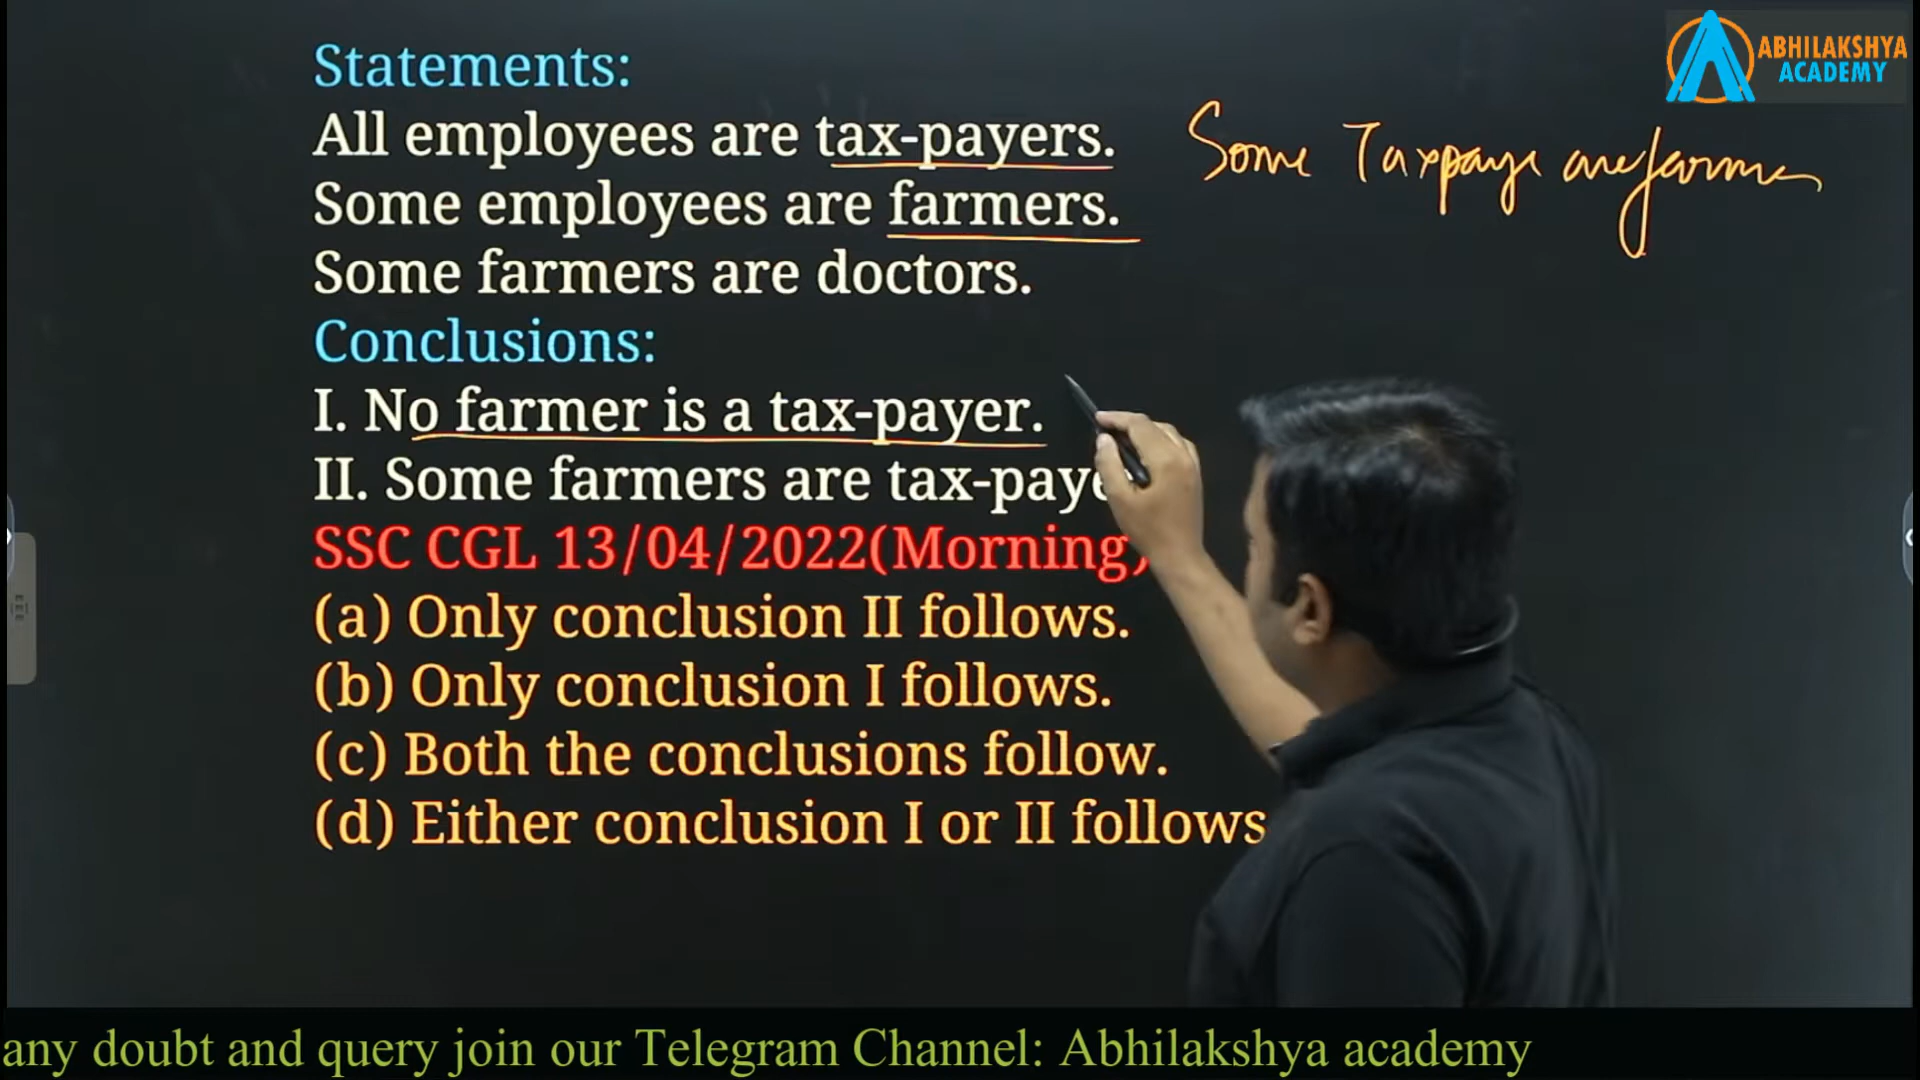 ABHILAKSHYA
ACADEMY
Statements:
All employees are tax-payers.
Some employees are farmers.
Some farmers are doctors.
Some Taxpaye are farme
Conclusions:
I. No farmer is a tax-payer.
II. Some farmers are tax-paye
SSC CGL 13/04/2022(Morning)
(a) Only conclusion II follows.
(b) Only conclusion I follows.
(c) Both the conclusions follow.
(d) Either conclusion I or II follows
any doubt and query join our Telegram Channel: Abhilakshya academy